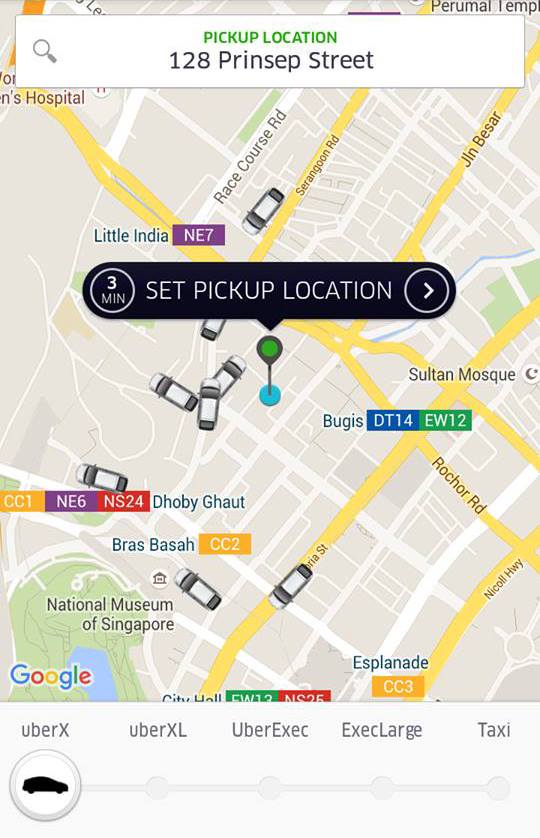 Perumal Templ
PICKUP LOCATION
128 Prinsep Street
en's Hospital
Race Course Rd
Serangoon Rd
Jln Besar
Little India NE7
3
MIN
SET PICKUP LOCATION
Sultan Mosque
Bugis DT14 EW12
Rochor Rd
CC1 NE6 NS24 Dhoby Ghaut
Bras Basah CC2
ria St
Nicoll Hwy
National Museum
of Singapore
Esplanade
CC3
Google
City Hall EW13 NS25
uberX uberXL UberExec ExecLarge Taxi